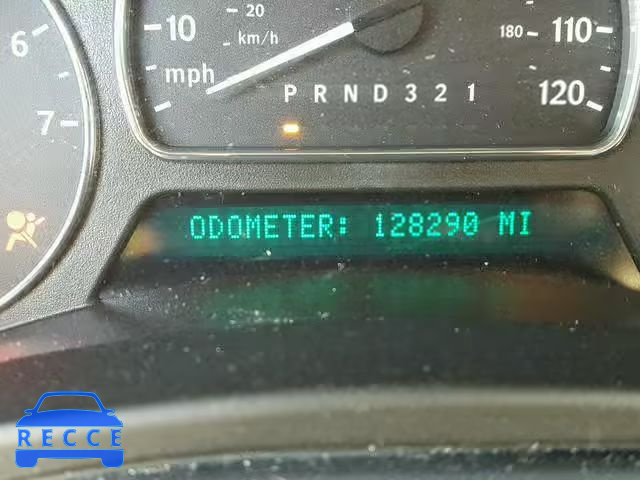 6
7
10
20
km/h
mph
180
110
120
P R N D 3 2 1
ODOMETER: 128290 MI
RECCE